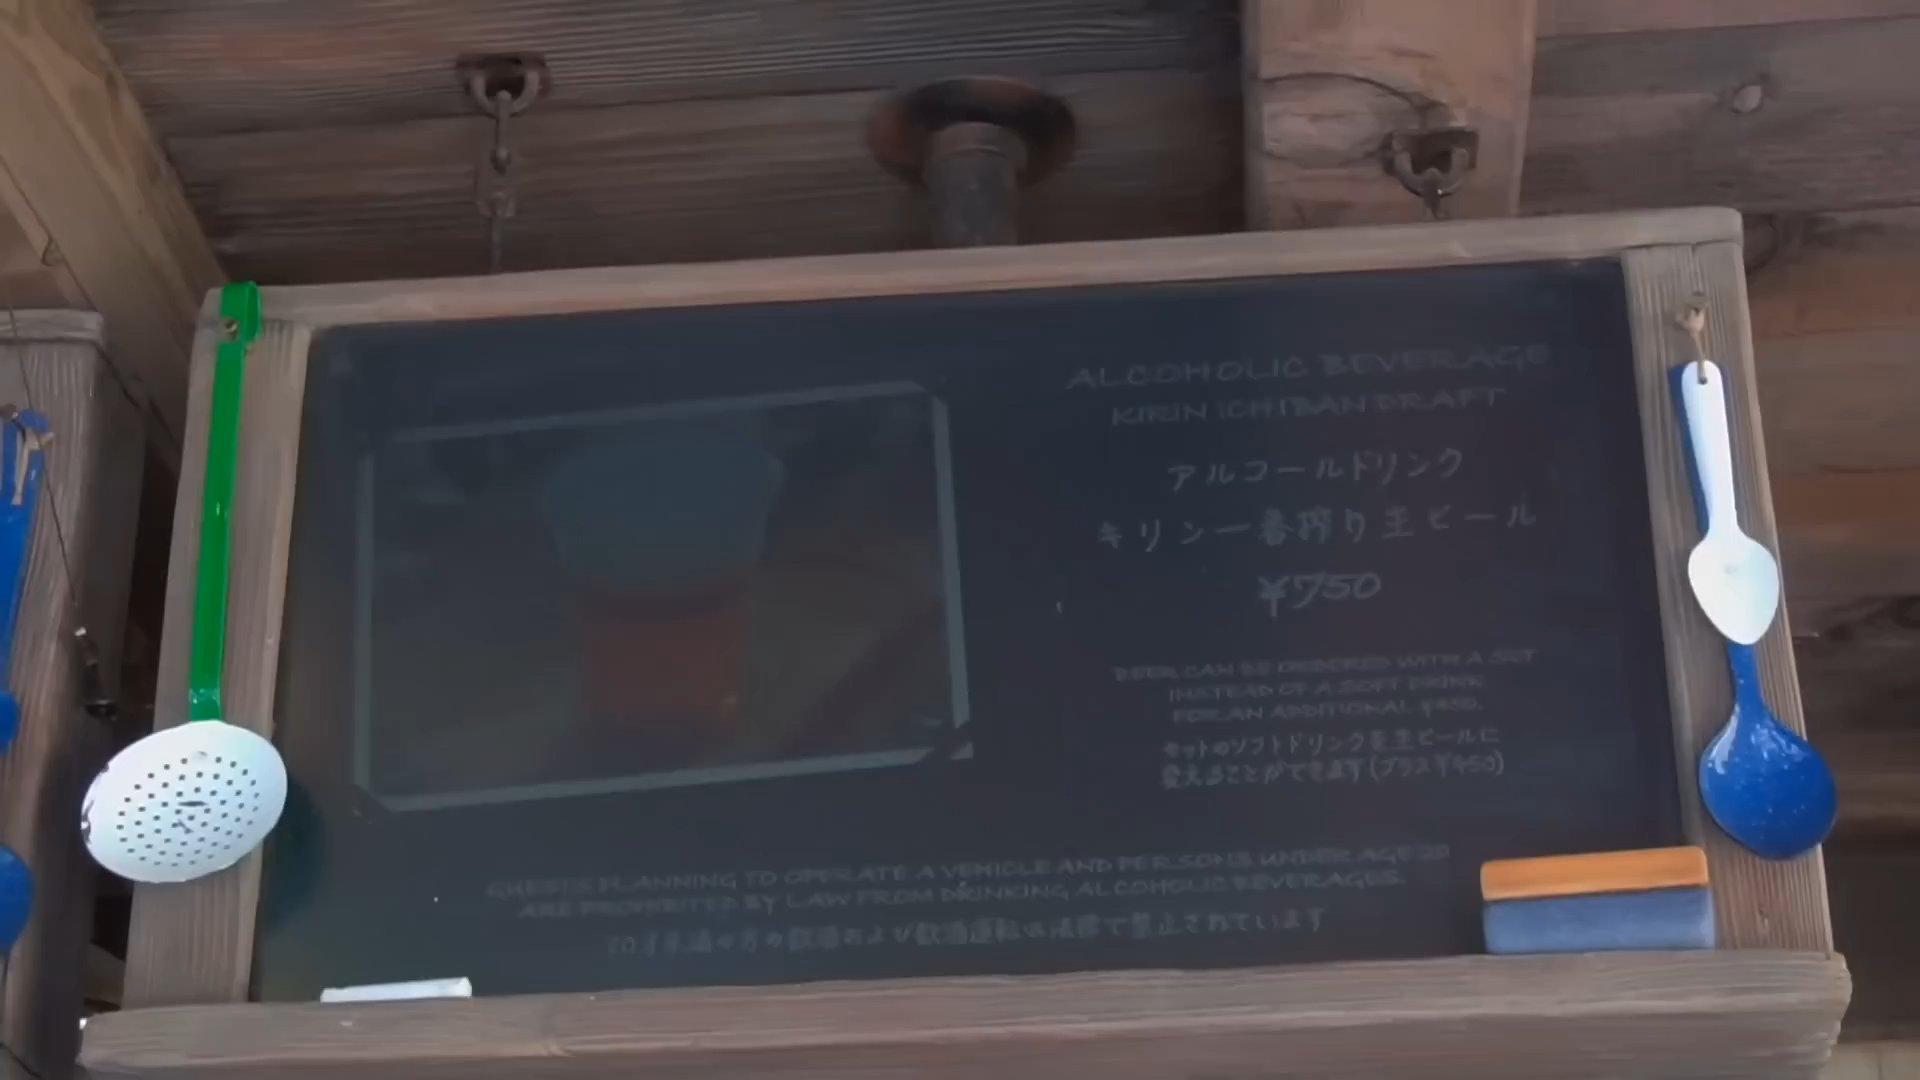 ALCOHOLIC BEVERAGE
KIRIN ICHIBAN DRAFT
アルコールドリンク
キリン一番搾り生ビール
¥750
BEER CAN BE ORDERED WITH A SET
INSTEAD OF A SOFT DRINK
FOR AN ADDITIONAL ¥450.
セットのソフトドリンクを生ビールに
変えることができます(プラス¥450)
GUESTS PLANNING TO OPERATE A VEHICLE AND PERSONS UNDER AGE 20
ARE PROHIBITED BY LAW FROM DRINKING ALCOHOLIC BEVERAGES.
20才未満の方の飲酒および飲酒運転は法律で禁止されています